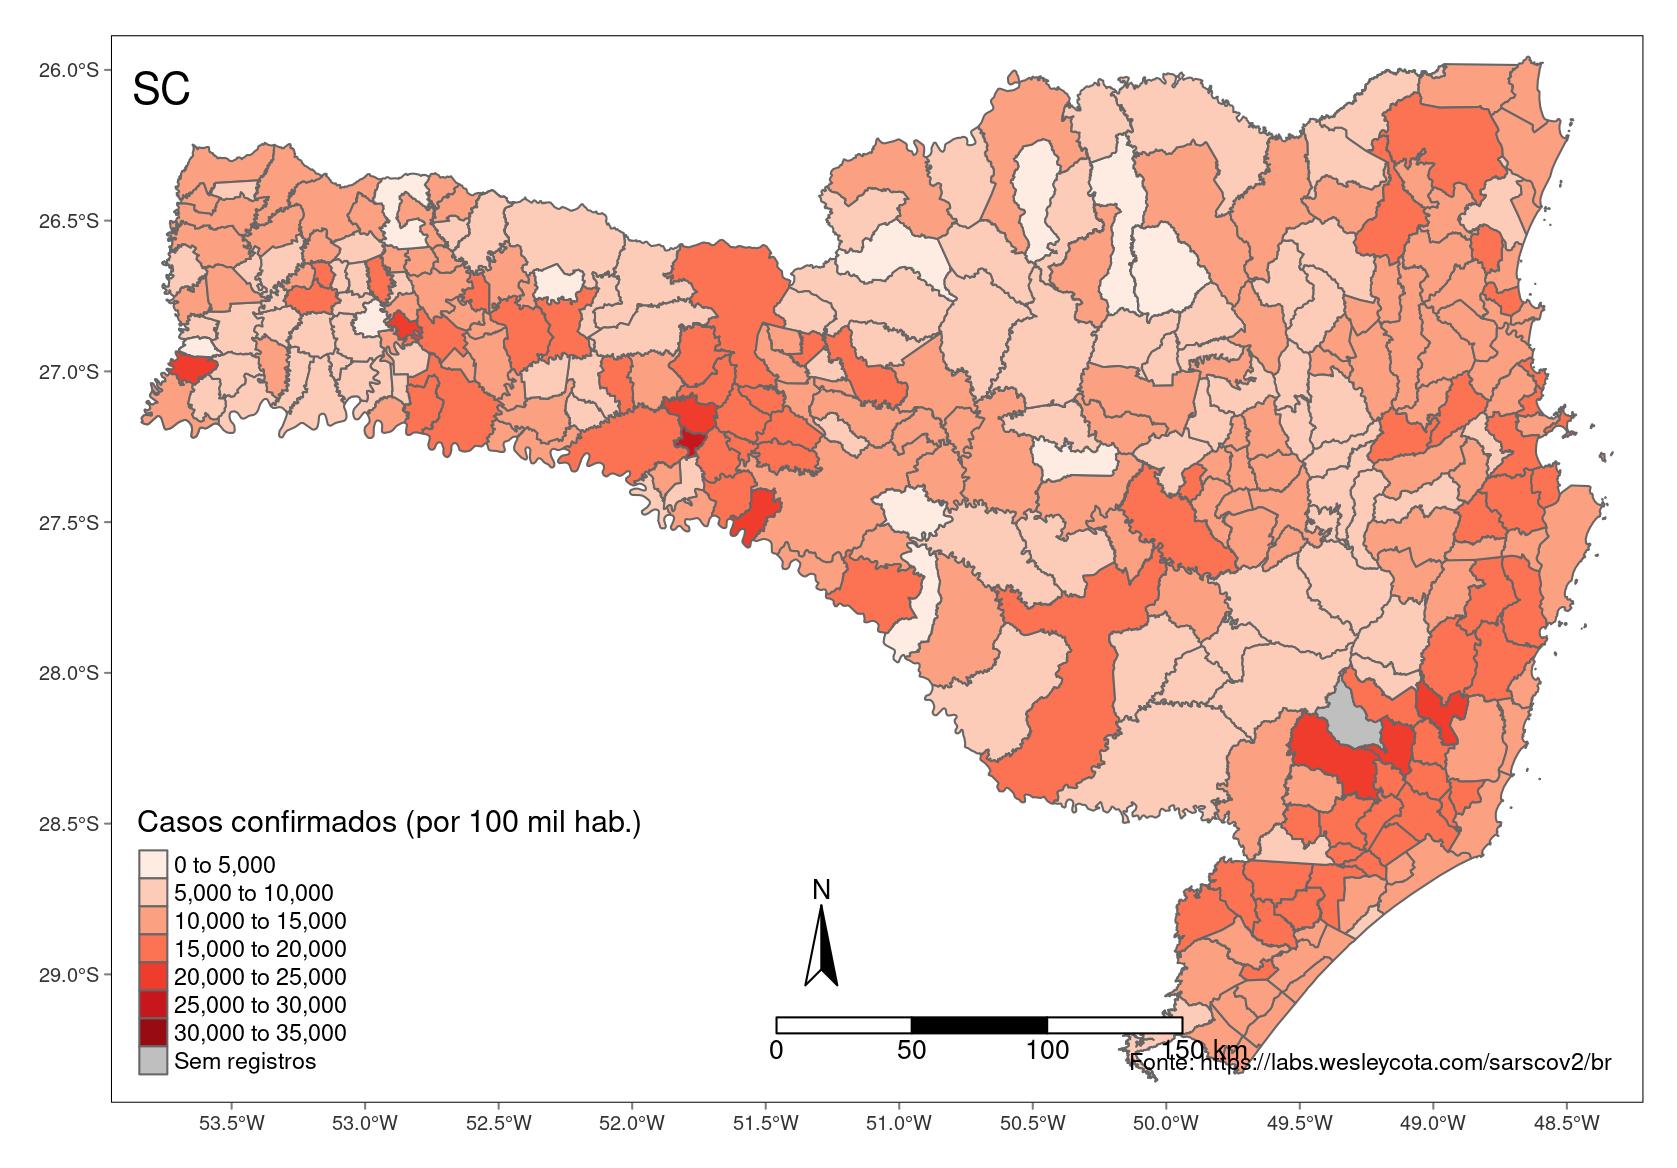 SC
26.0°S
26.5°S
27.0°S
27.5°S
28.0°S
28.5°S
29.0°S
Casos confirmados (por 100 mil hab.)
0 to 5,000
5,000 to 10,000
10,000 to 15,000
15,000 to 20,000
20,000 to 25,000
25,000 to 30,000
30,000 to 35,000
Sem registros
N
0 50 100 150 km
Fonte: https://labs.wesleycota.com/sarscov2/br
53.5°W 53.0°W 52.5°W 52.0°W 51.5°W 51.0°W 50.5°W 50.0°W 49.5°W 49.0°W 48.5°W